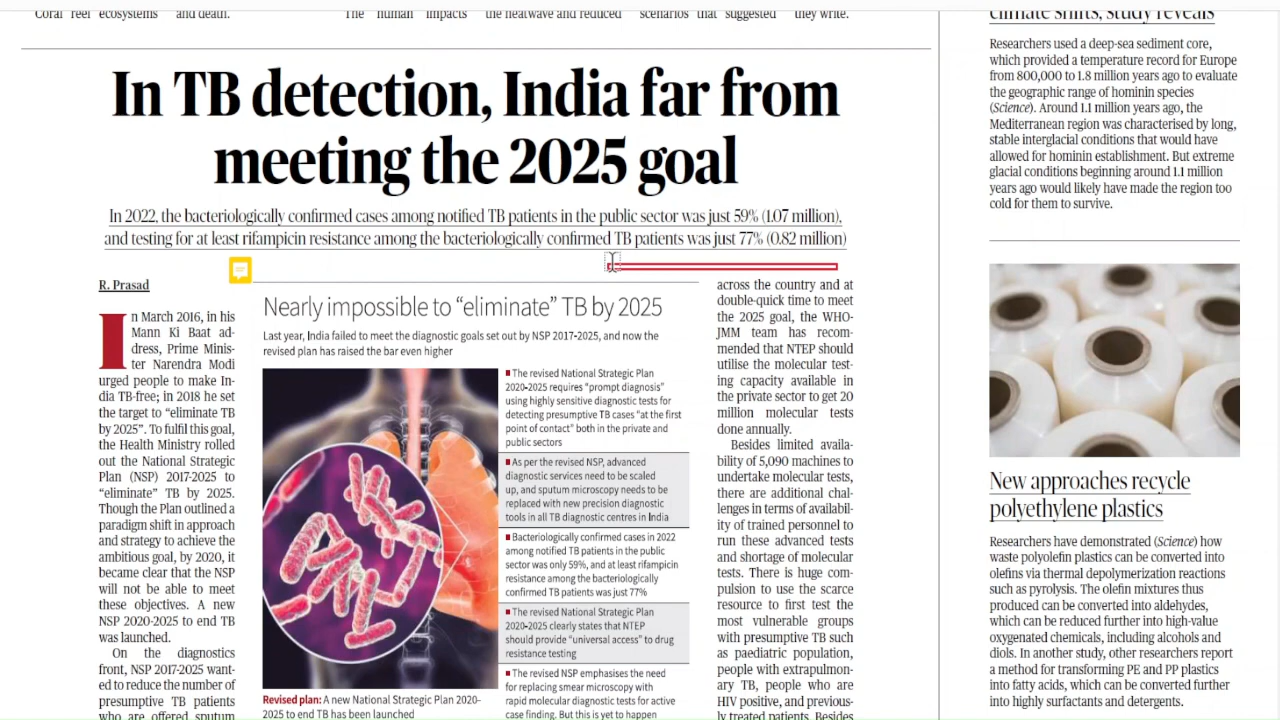 Coral reef ecosystems and death. The human impacts the heatwave and reduced scenarios that suggested they write.
In TB detection, India far from
meeting the 2025 goal
In 2022, the bacteriologically confirmed cases among notified TB patients in the public sector was just 59% (1.07 million),
and testing for at least rifampicin resistance among the bacteriologically confirmed TB patients was just 77% (0.82 million)
R. Prasad
In March 2016, in his
Mann Ki Baat ad-
dress, Prime Minis-
ter Narendra Modi
urged people to make In-
dia TB-free; in 2018 he set
the target to “eliminate TB
by 2025”. To fulfil this goal,
the Health Ministry rolled
out the National Strategic
Plan (NSP) 2017-2025 to
“eliminate” TB by 2025.
Though the Plan outlined a
paradigm shift in approach
and strategy to achieve the
ambitious goal, by 2020, it
became clear that the NSP
will not be able to meet
these objectives. A new
NSP 2020-2025 to end TB
was launched.
On the diagnostics
front, NSP 2017-2025 want-
ed to reduce the number of
presumptive TB patients
who are offered sputum
Nearly impossible to “eliminate” TB by 2025
Last year, India failed to meet the diagnostic goals set out by NSP 2017-2025, and now the
revised plan has raised the bar even higher
■ The revised National Strategic Plan
2020-2025 requires “prompt diagnosis”
using highly sensitive diagnostic tests for
detecting presumptive TB cases “at the first
point of contact” both in the private and
public sectors
■ As per the revised NSP, advanced
diagnostic services need to be scaled
up, and sputum microscopy needs to be
replaced with new precision diagnostic
tools in all TB diagnostic centres in India
■ Bacteriologically confirmed cases in 2022
among notified TB patients in the public
sector was only 59%, and at least rifampicin
resistance among the bacteriologically
confirmed TB patients was just 77%
■ The revised National Strategic Plan
2020-2025 clearly states that NTEP
should provide “universal access” to drug
resistance testing
■ The revised NSP emphasises the need
for replacing smear microscopy with
rapid molecular diagnostic tests for active
case finding. But this is yet to happen
Revised plan: A new National Strategic Plan 2020-
2025 to end TB has been launched
across the country and at
double-quick time to meet
the 2025 goal, the WHO-
JMM team has recom-
mended that NTEP should
utilise the molecular test-
ing capacity available in
the private sector to get 20
million molecular tests
done annually.
Besides limited availa-
bility of 5,090 machines to
undertake molecular tests,
there are additional chal-
lenges in terms of availabil-
ity of trained personnel to
run these advanced tests
and shortage of molecular
tests. There is huge com-
pulsion to use the scarce
resource to first test the
most vulnerable groups
with presumptive TB such
as paediatric population,
people with extrapulmon-
ary TB, people who are
HIV positive, and previous-
ly treated patients. Besides
climate shifts, study reveals
Researchers used a deep-sea sediment core,
which provided a temperature record for Europe
from 800,000 to 1.8 million years ago to evaluate
the geographic range of hominin species
(Science). Around 1.1 million years ago, the
Mediterranean region was characterised by long,
stable interglacial conditions that would have
allowed for hominin establishment. But extreme
glacial conditions beginning around 1.1 million
years ago would likely have made the region too
cold for them to survive.
New approaches recycle
polyethylene plastics
Researchers have demonstrated (Science) how
waste polyolefin plastics can be converted into
olefins via thermal depolymerization reactions
such as pyrolysis. The olefin mixtures thus
produced can be converted into aldehydes,
which can be reduced further into high-value
oxygenated chemicals, including alcohols and
diols. In another study, other researchers report
a method for transforming PE and PP plastics
into fatty acids, which can be converted further
into highly surfactants and detergents.